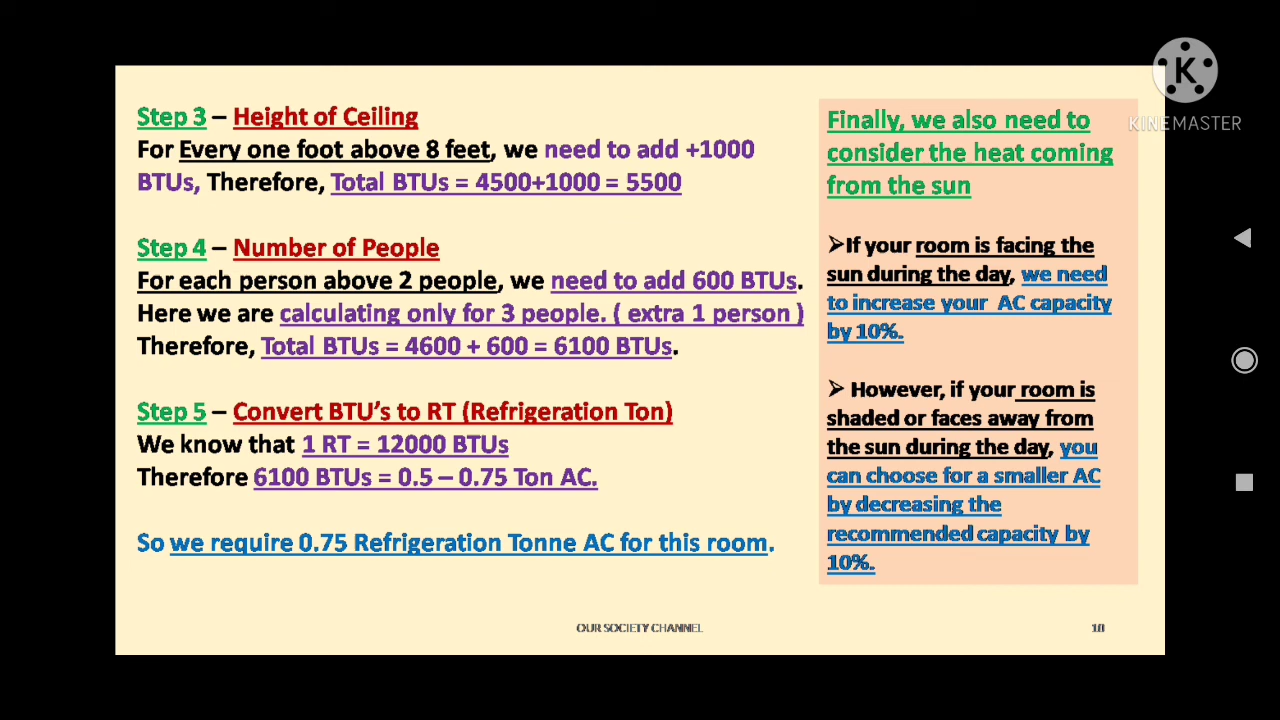 Step 3 – Height of Ceiling
For Every one foot above 8 feet, we need to add +1000
BTUs, Therefore, Total BTUs = 4500+1000 = 5500
Step 4 – Number of People
For each person above 2 people, we need to add 600 BTUs.
Here we are calculating only for 3 people. ( extra 1 person )
Therefore, Total BTUs = 4600 + 600 = 6100 BTUs.
Step 5 – Convert BTU's to RT (Refrigeration Ton)
We know that 1 RT = 12000 BTUs
Therefore 6100 BTUs = 0.5 – 0.75 Ton AC.
So we require 0.75 Refrigeration Tonne AC for this room.
Finally, we also need to
consider the heat coming
from the sun
➢If your room is facing the
sun during the day, we need
to increase your AC capacity
by 10%.
➢ However, if your room is
shaded or faces away from
the sun during the day, you
can choose for a smaller AC
by decreasing the
recommended capacity by
10%.
OUR SOCIETY CHANNEL
10
K
KINEMASTER